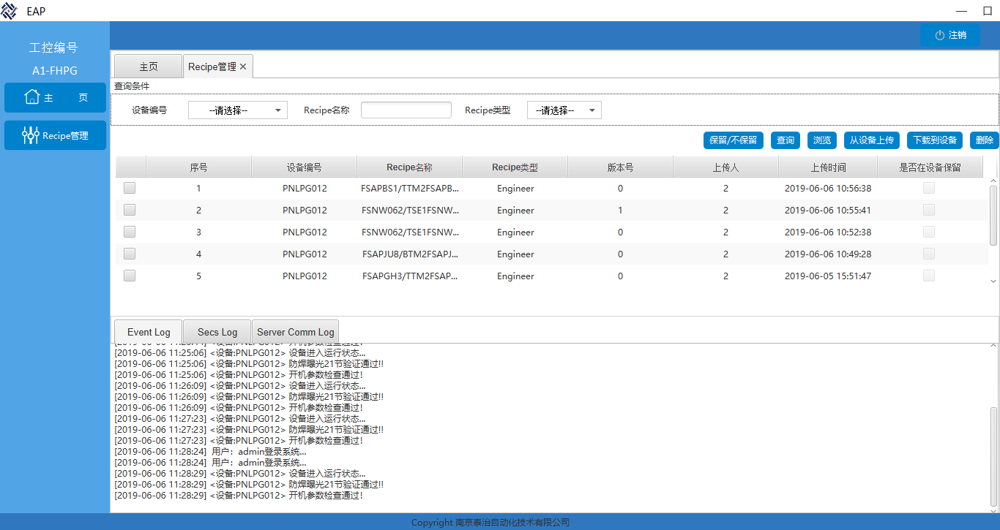 EAP
注销
工控编号
A1-FHPG
主 页
Recipe管理
主页 Recipe管理
查询条件
设备编号 --请选择-- Recipe名称 Recipe类型 --请选择--
保留/不保留 查询 浏览 从设备上传 下载到设备 删除
序号 设备编号 Recipe名称 Recipe类型 版本号 上传人 上传时间 是否在设备保留
1 PNLPG012 FSAPBS1/TTM2FSAPB... Engineer 0 2 2019-06-06 10:56:38
2 PNLPG012 FSNW062/TSE1FSNW... Engineer 1 2 2019-06-06 10:55:41
3 PNLPG012 FSNW062/TSE1FSNW... Engineer 0 2 2019-06-06 10:52:38
4 PNLPG012 FSAPJU8/BTM2FSAPJ... Engineer 0 2 2019-06-06 10:49:28
5 PNLPG012 FSAPGH3/TTM2FSAP... Engineer 0 2 2019-06-05 15:51:47
Event Log Secs Log Server Comm Log
[2019-06-06 11:25:06] <设备:PNLPG012> 设备进入运行状态...
[2019-06-06 11:25:06] <设备:PNLPG012> 防焊曝光21节验证通过!!
[2019-06-06 11:25:06] <设备:PNLPG012> 开机参数检查通过!
[2019-06-06 11:26:09] <设备:PNLPG012> 设备进入运行状态...
[2019-06-06 11:26:09] <设备:PNLPG012> 防焊曝光21节验证通过!!
[2019-06-06 11:26:09] <设备:PNLPG012> 开机参数检查通过!
[2019-06-06 11:27:23] <设备:PNLPG012> 设备进入运行状态...
[2019-06-06 11:27:23] <设备:PNLPG012> 防焊曝光21节验证通过!!
[2019-06-06 11:27:23] <设备:PNLPG012> 开机参数检查通过!
[2019-06-06 11:28:24] 用户：admin登录系统...
[2019-06-06 11:28:24] 用户：admin登录系统...
[2019-06-06 11:28:29] <设备:PNLPG012> 设备进入运行状态...
[2019-06-06 11:28:29] <设备:PNLPG012> 防焊曝光21节验证通过!!
[2019-06-06 11:28:29] <设备:PNLPG012> 开机参数检查通过!
Copyright 南京泰治自动化技术有限公司